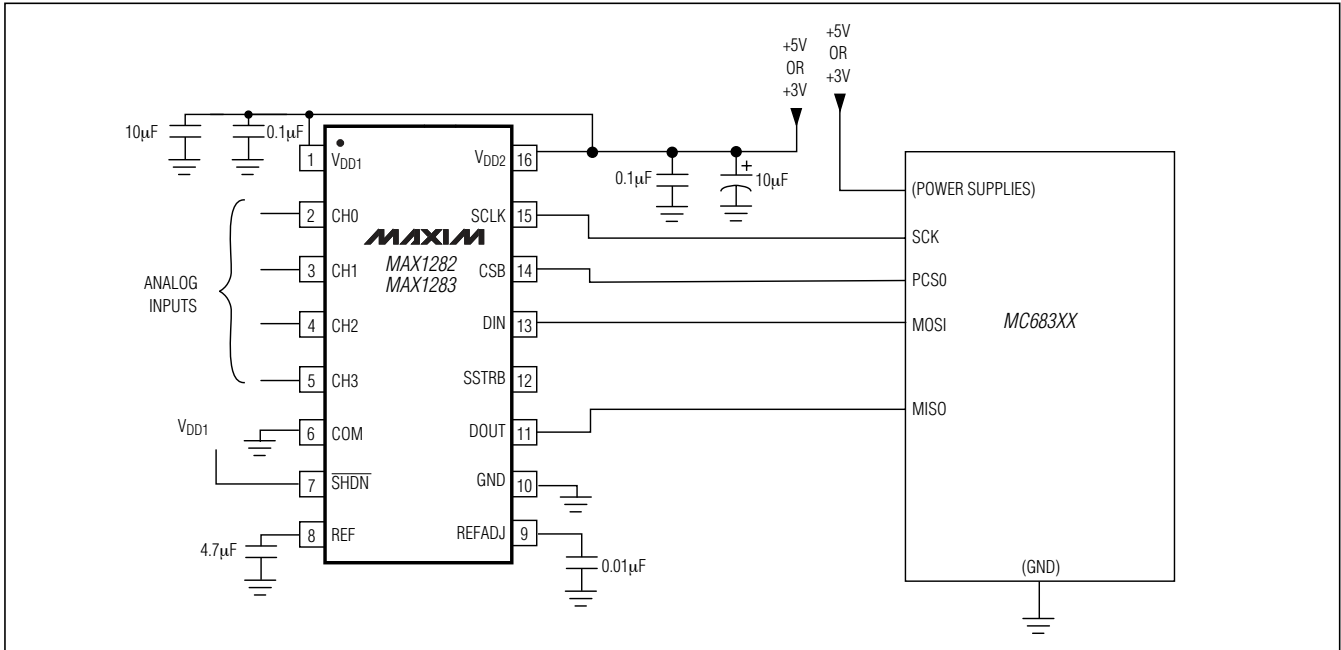 +5V
OR
+3V
+5V
OR
+3V
10µF
0.1µF
1
VDD1
VDD2
16
0.1µF
+
10µF
(POWER SUPPLIES)
2
CH0
SCLK
15
SCK
MAXIM
MAX1282
MAX1283
3
CH1
CSB
14
PCS0
ANALOG
INPUTS
4
CH2
DIN
13
MOSI
MC683XX
5
CH3
SSTRB
12
MISO
VDD1
6
COM
DOUT
11
7
SHDN
GND
10
8
REF
REFADJ
9
4.7µF
0.01µF
(GND)